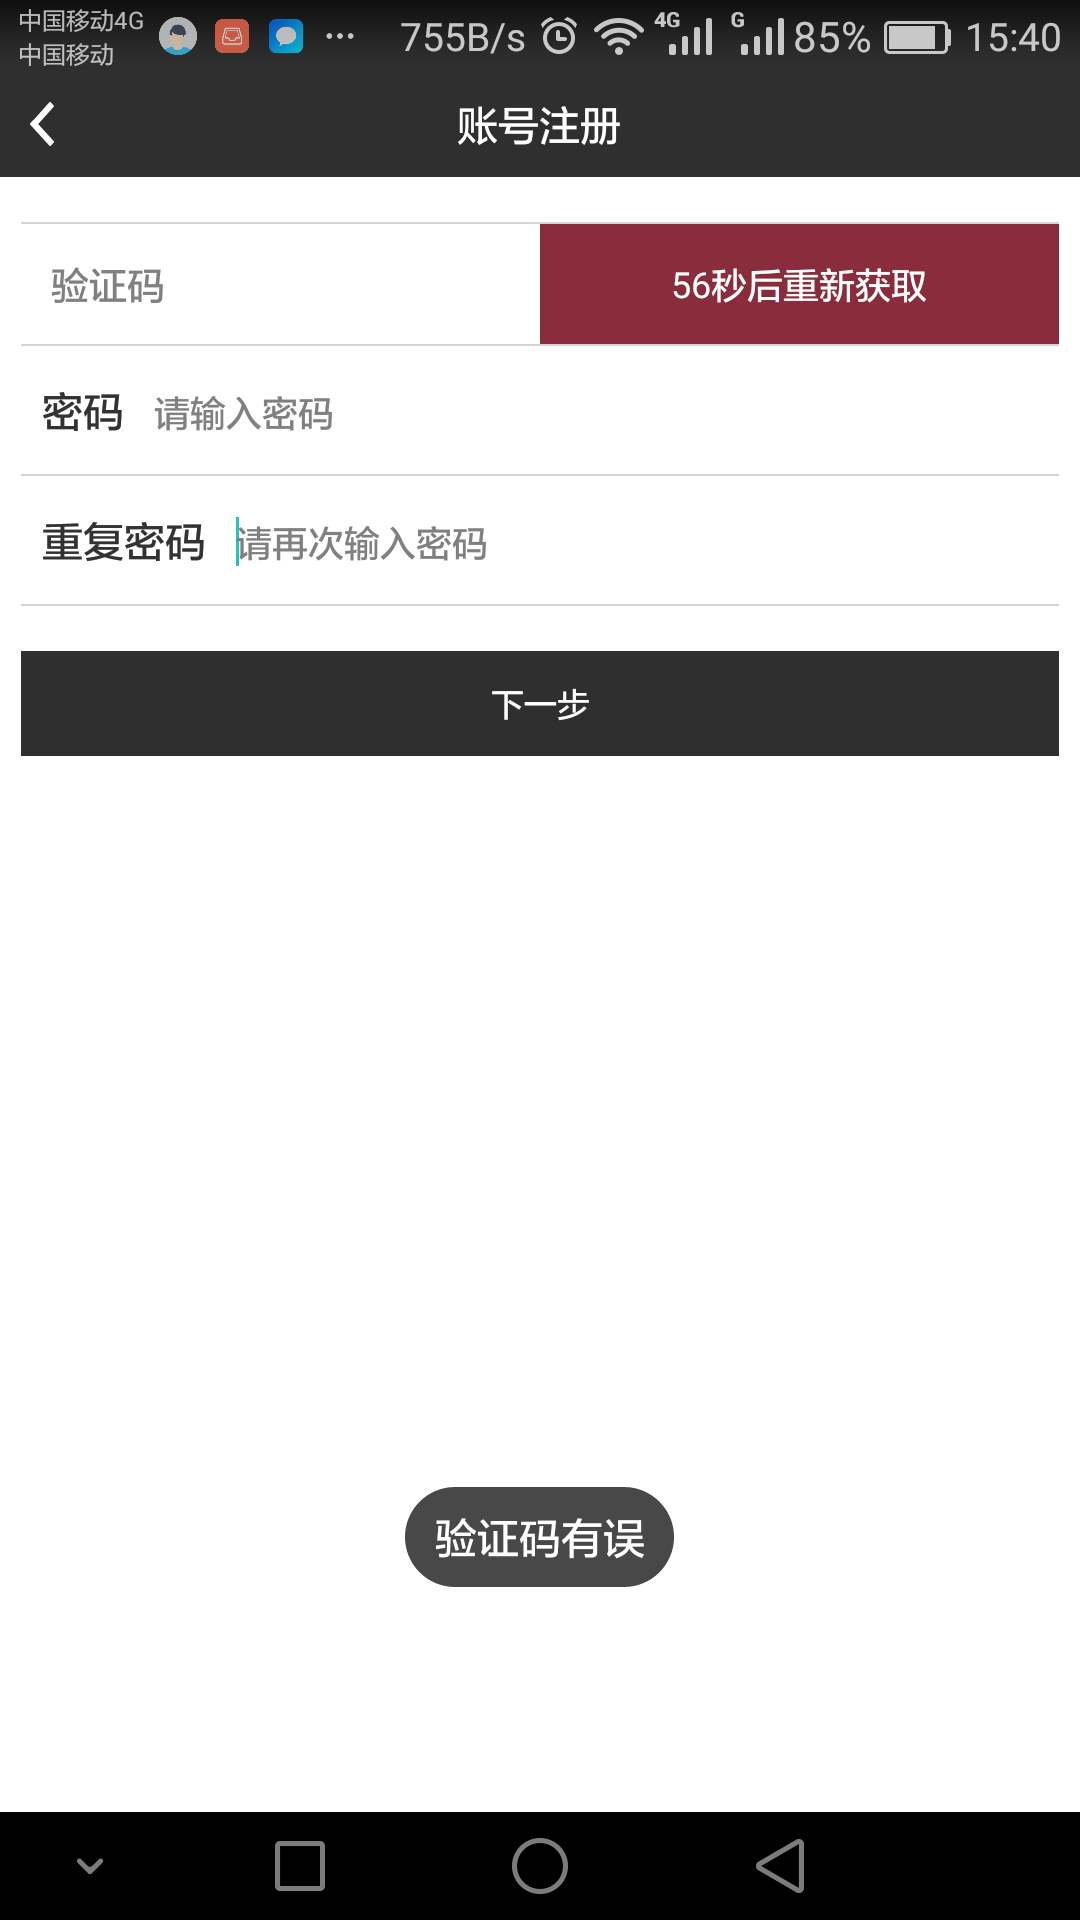 中国移动4G
中国移动
755B/s 4G G 85% 15:40
账号注册
验证码 56秒后重新获取
密码 请输入密码
重复密码 请再次输入密码
下一步
验证码有误